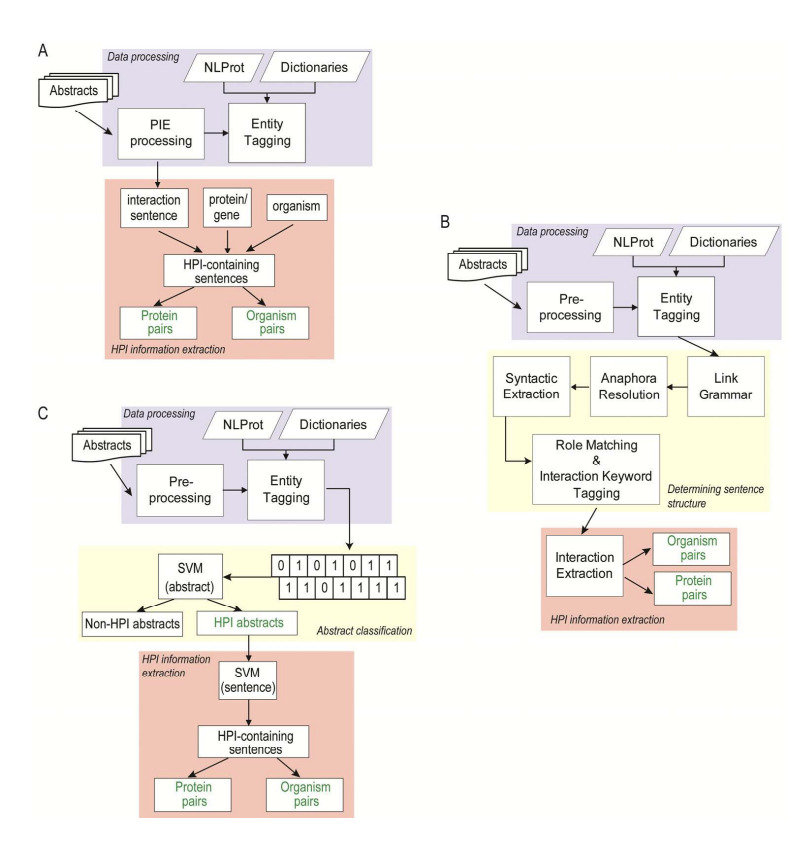 A
Data processing
NLProt
Dictionaries
Abstracts
PIE
processing
Entity
Tagging
interaction
sentence
protein/
gene
organism
HPI-containing
sentences
Protein
pairs
Organism
pairs
HPI information extraction
B
Data processing
NLProt
Dictionaries
Abstracts
Pre-
processing
Entity
Tagging
Syntactic
Extraction
Anaphora
Resolution
Link
Grammar
Role Matching
&
Interaction Keyword
Tagging
Determining sentence
structure
Interaction
Extraction
Organism
pairs
Protein
pairs
HPI information extraction
C
Data processing
NLProt
Dictionaries
Abstracts
Pre-
processing
Entity
Tagging
SVM
(abstract)
0 1 0 1 0 1 1
1 1 0 1 1 1 1
Non-HPI abstracts
HPI abstracts
Abstract classification
HPI information
extraction
SVM
(sentence)
HPI-containing
sentences
Protein
pairs
Organism
pairs